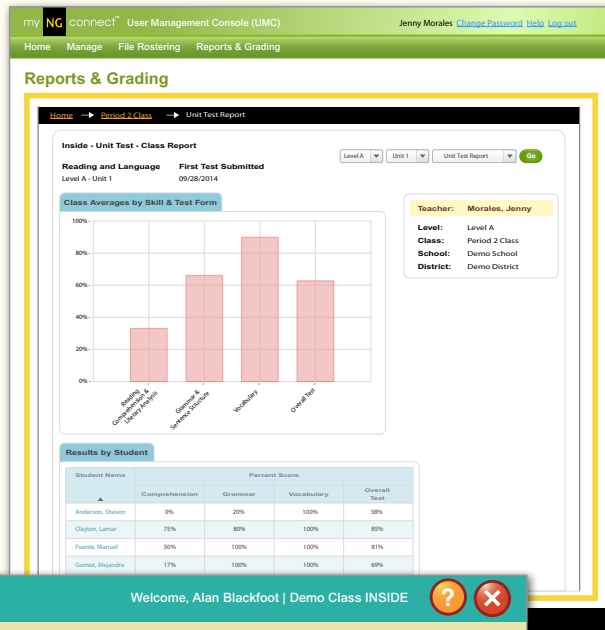 my NG connect™ User Management Console (UMC) Jenny Morales Change Password Help Log out
Home Manage File Rostering Reports & Grading
Reports & Grading
Home → Period 2 Class → Unit Test Report
Inside - Unit Test - Class Report
Level A Unit 1 Unit Test Report Go
Reading and Language First Test Submitted
Level A - Unit 1 09/28/2014
Class Averages by Skill & Test Form
100%
80%
60%
40%
20%
0%
Reading Comprehension & Literary Analysis
Grammar & Sentence Structure
Vocabulary
Overall Test
Teacher: Morales, Jenny
Level: Level A
Class: Period 2 Class
School: Demo School
District: Demo District
Results by Student
Student Name Percent Score
Comprehension Grammar Vocabulary Overall Test
Anderson, Shevon 0% 20% 100% 38%
Clayton, Lamar 75% 80% 100% 85%
Fuente, Manuel 50% 100% 100% 81%
Gomez, Alejandra 17% 100% 100% 69%
Welcome, Alan Blackfoot | Demo Class INSIDE ? X